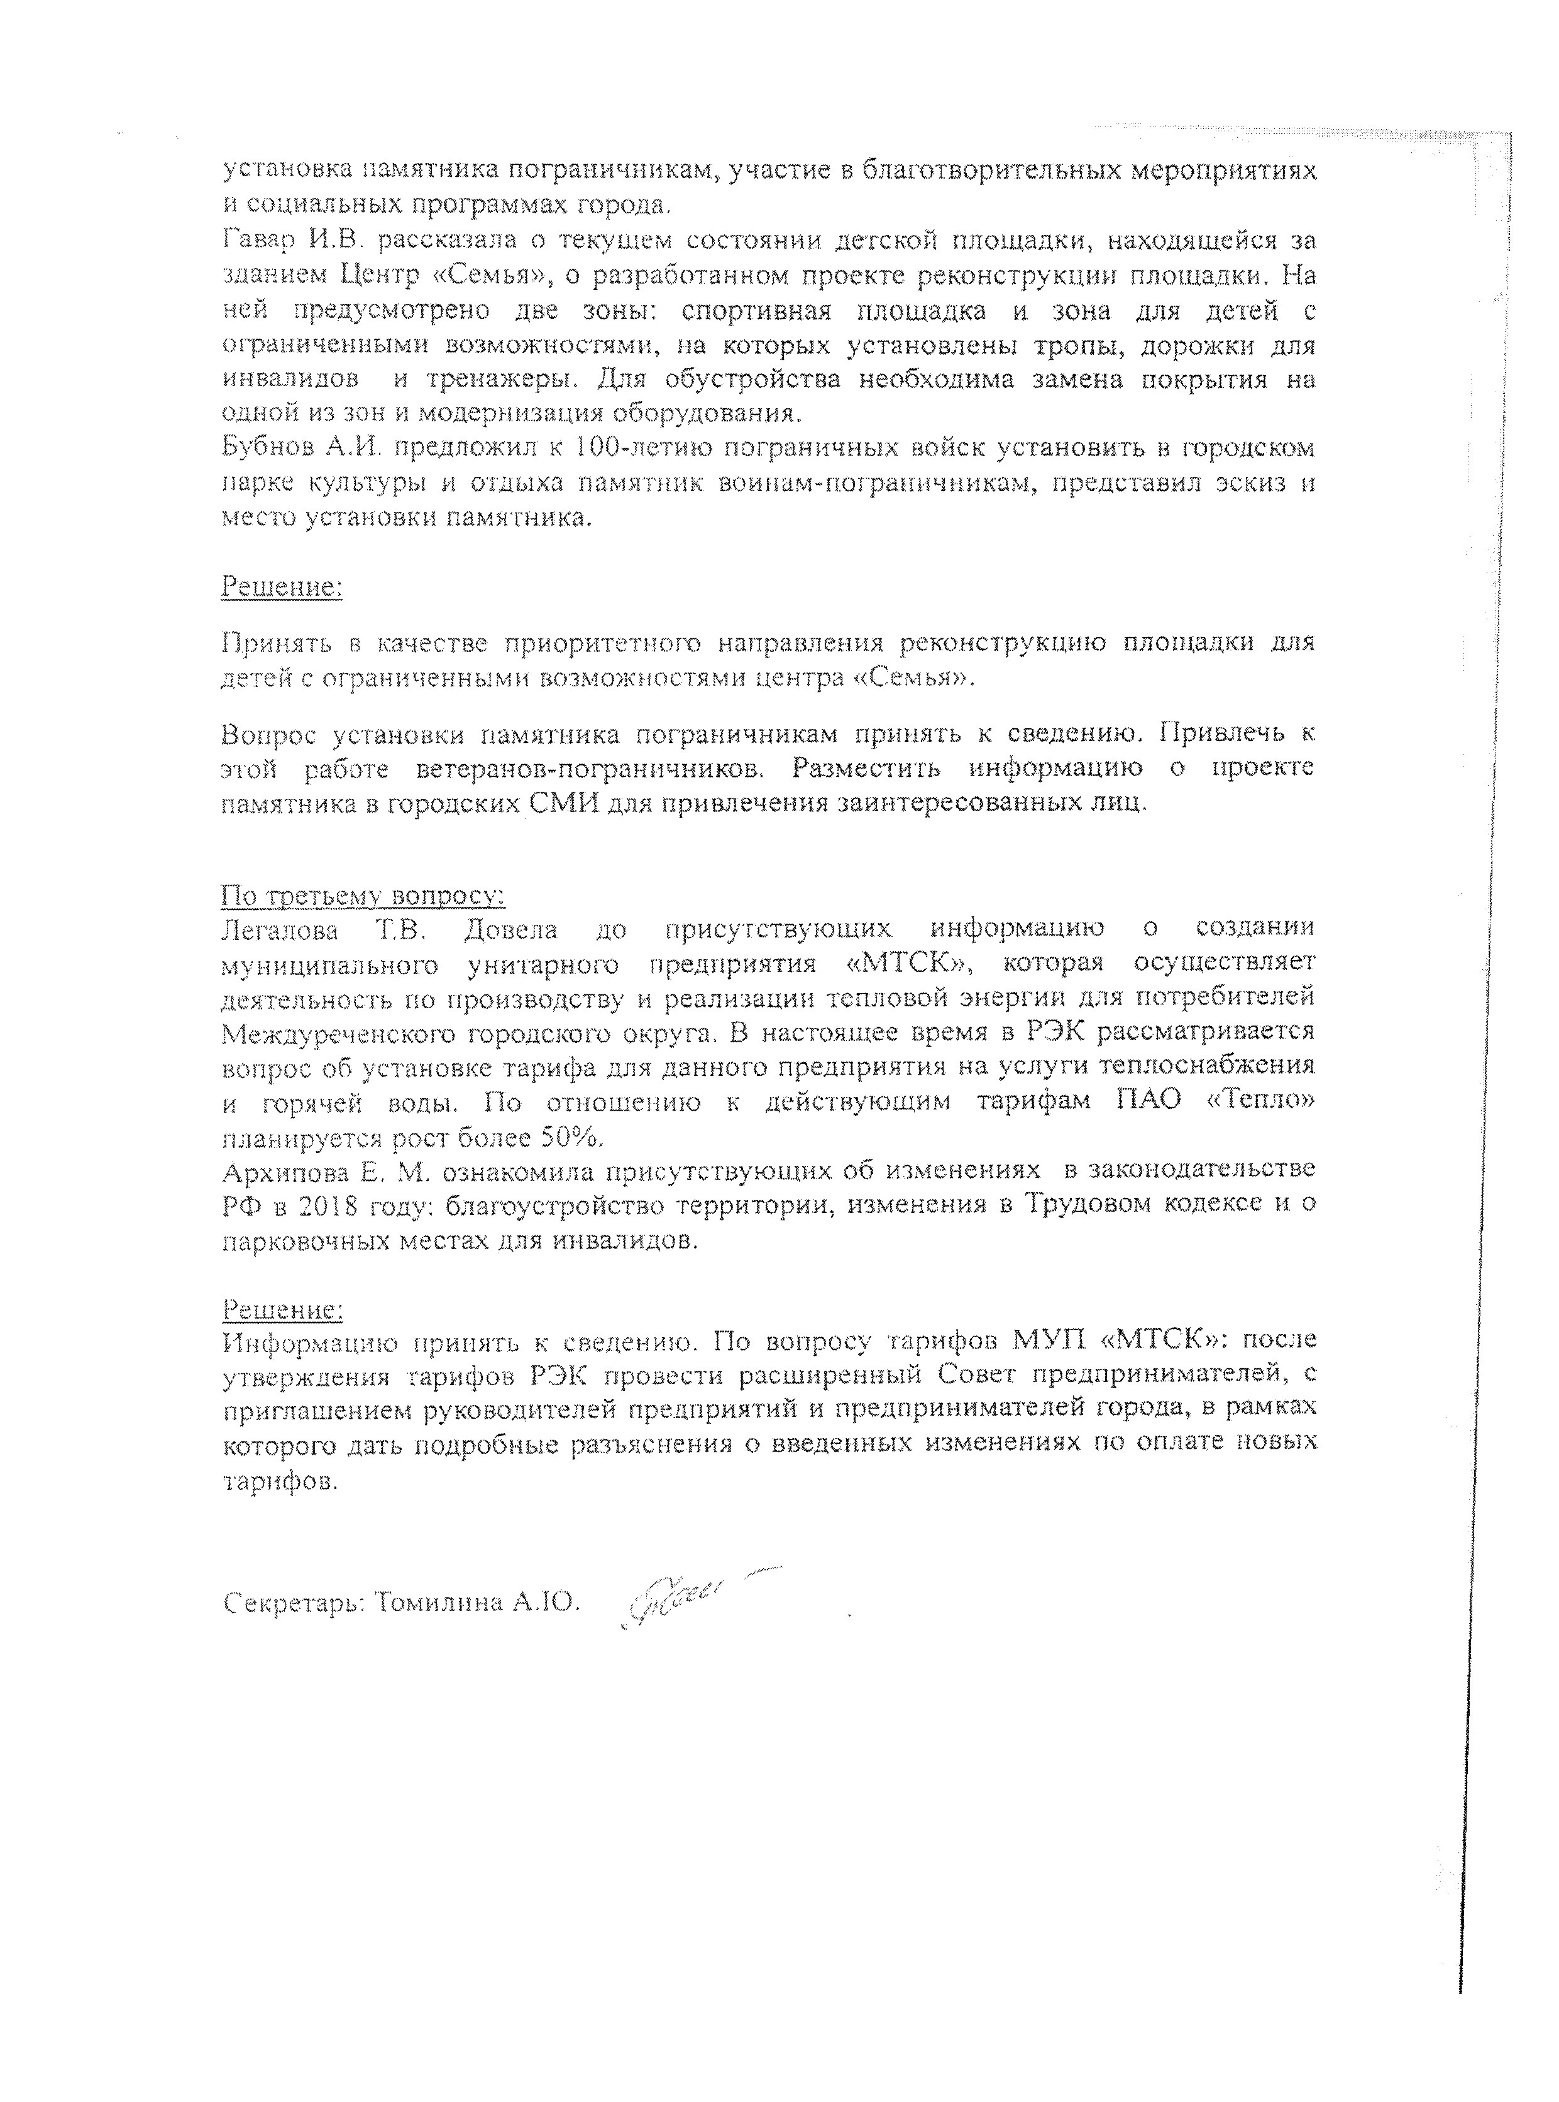 установка памятника пограничникам, участие в благотворительных мероприятиях
и социальных программах города.
Гавар И.В. рассказала о текущем состоянии детской площадки, находящейся за
зданием Центр «Семья», о разработанном проекте реконструкции площадки. На
ней предусмотрено две зоны: спортивная площадка и зона для детей с
ограниченными возможностями, на которых установлены тропы, дорожки для
инвалидов и тренажеры. Для обустройства необходима замена покрытия на
одной из зон и модернизация оборудования.
Бубнов А.И. предложил к 100-летию пограничных войск установить в городском
парке культуры и отдыха памятник воинам-пограничникам, представил эскиз и
место установки памятника.
Решение:
Принять в качестве приоритетного направления реконструкцию площадки для
детей с ограниченными возможностями центра «Семья».
Вопрос установки памятника пограничникам принять к сведению. Привлечь к
этой работе ветеранов-пограничников. Разместить информацию о проекте
памятника в городских СМИ для привлечения заинтересованных лиц.
По третьему вопросу:
Легалова Т.В. Довела до присутствующих информацию о создании
муниципального унитарного предприятия «МТСК», которая осуществляет
деятельность по производству и реализации тепловой энергии для потребителей
Междуреченского городского округа. В настоящее время в РЭК рассматривается
вопрос об установке тарифа для данного предприятия на услуги теплоснабжения
и горячей воды. По отношению к действующим тарифам ПАО «Тепло»
планируется рост более 50%.
Архипова Е. М. ознакомила присутствующих об изменениях в законодательстве
РФ в 2018 году: благоустройство территории, изменения в Трудовом кодексе и о
парковочных местах для инвалидов.
Решение:
Информацию принять к сведению. По вопросу тарифов МУП «МТСК»: после
утверждения тарифов РЭК провести расширенный Совет предпринимателей, с
приглашением руководителей предприятий и предпринимателей города, в рамках
которого дать подробные разъяснения о введенных изменениях по оплате новых
тарифов.
Секретарь: Томилина А.Ю.